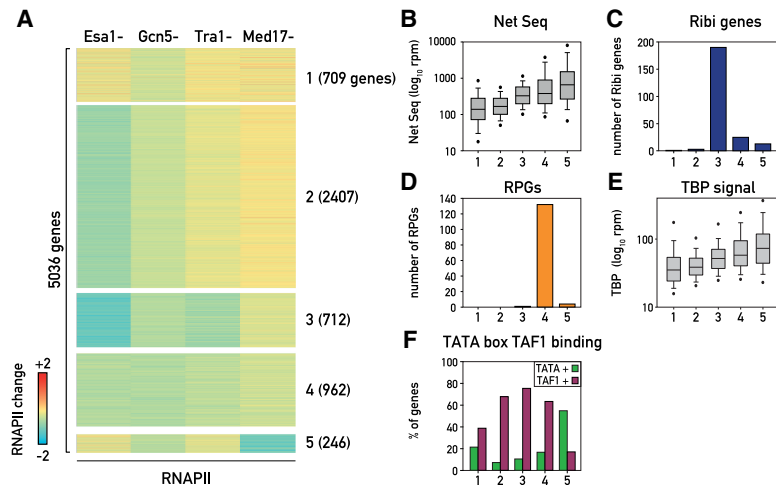 A
Esa1- Gcn5- Tra1- Med17-
5036 genes
1 (709 genes)
2 (2407)
3 (712)
4 (962)
5 (246)
RNAPII change
+2
-2
RNAPII
B
Net Seq
Net Seq (log10 rpm)
10000
1000
100
10
1 2 3 4 5
C
Ribi genes
number of Ribi genes
200
150
100
50
0
1 2 3 4 5
D
RPGs
number of RPGs
140
120
100
80
60
40
20
0
1 2 3 4 5
E
TBP signal
TBP (log10 rpm)
100
10
1 2 3 4 5
F
TATA box TAF1 binding
% of genes
100
80
60
40
20
0
TATA +
TAF1 +
1 2 3 4 5